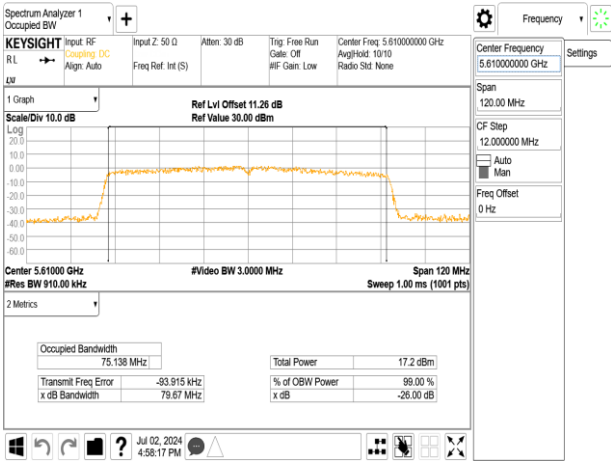 Spectrum Analyzer 1
Occupied BW
+
Frequency
Settings
KEYSIGHT
RL
LXI
Input: RF
Coupling: DC
Align: Auto
Input Z: 50 Ω
Freq Ref: Int (S)
Atten: 30 dB
Trig: Free Run
Gate: Off
#IF Gain: Low
Center Freq: 5.610000000 GHz
Avg|Hold: 10/10
Radio Std: None
Center Frequency
5.610000000 GHz
Span
120.00 MHz
CF Step
12.000000 MHz
Auto
Man
Freq Offset
0 Hz
1 Graph
Scale/Div 10.0 dB
Ref Lvl Offset 11.26 dB
Ref Value 30.00 dBm
Log
20.0
10.0
0.00
-10.0
-20.0
-30.0
-40.0
-50.0
-60.0
Center 5.61000 GHz
#Video BW 3.0000 MHz
Span 120 MHz
#Res BW 910.00 kHz
Sweep 1.00 ms (1001 pts)
2 Metrics
Occupied Bandwidth
75.138 MHz
Total Power 17.2 dBm
Transmit Freq Error -93.915 kHz
% of OBW Power 99.00 %
x dB Bandwidth 79.67 MHz
x dB -26.00 dB
?
Jul 02, 2024
4:58:17 PM